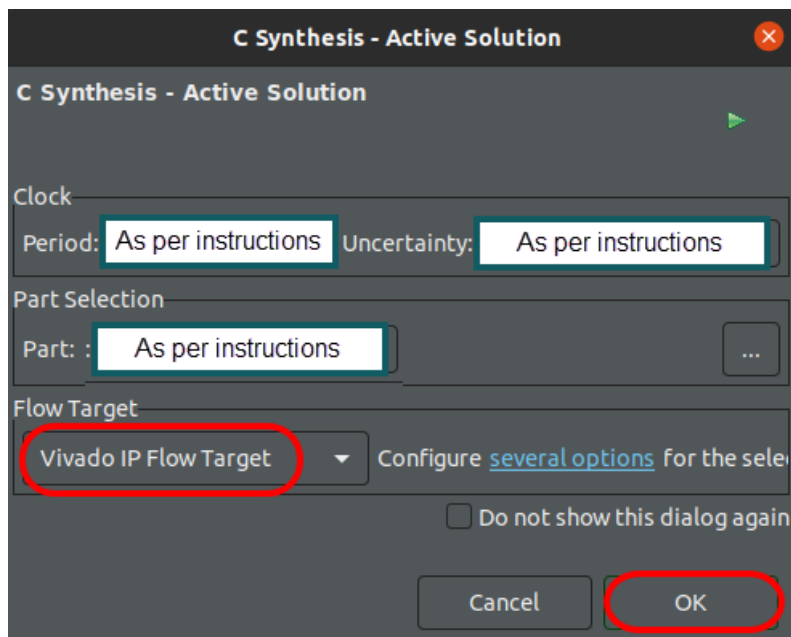 C Synthesis - Active Solution
C Synthesis - Active Solution
Clock
Period: As per instructions Uncertainty: As per instructions
Part Selection
Part: : As per instructions ...
Flow Target
Vivado IP Flow Target Configure several options for the sele
Do not show this dialog again
Cancel OK